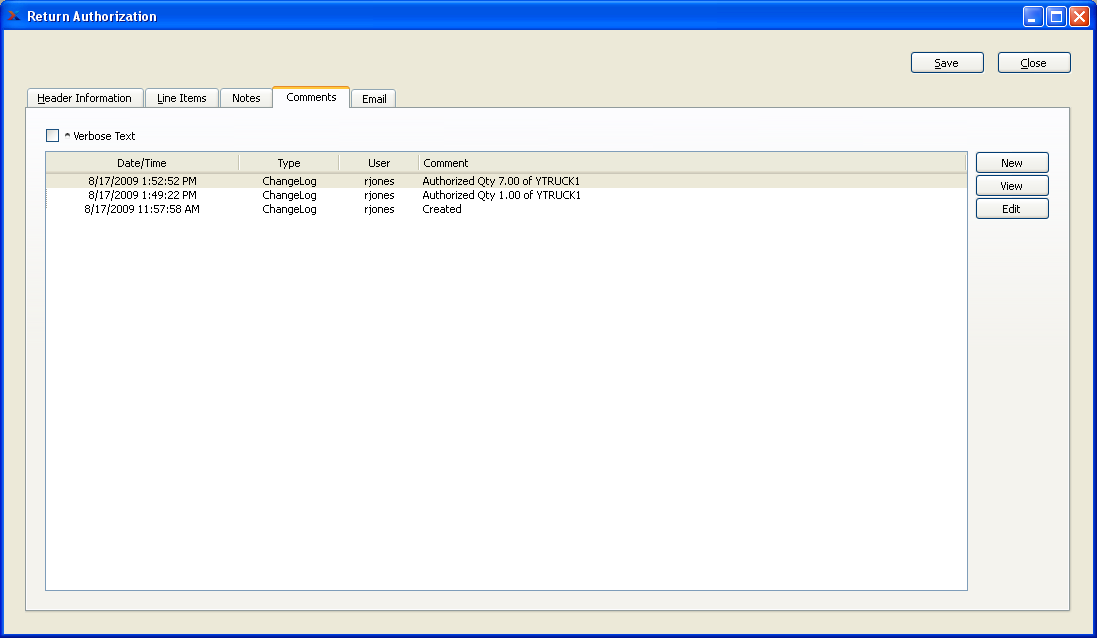 Return Authorization
Save Close
Header Information Line Items Notes Comments Email
^ Verbose Text
Date/Time Type User Comment
8/17/2009 1:52:52 PM ChangeLog rjones Authorized Qty 7.00 of YTRUCK1
8/17/2009 1:49:22 PM ChangeLog rjones Authorized Qty 1.00 of YTRUCK1
8/17/2009 11:57:58 AM ChangeLog rjones Created
New
View
Edit